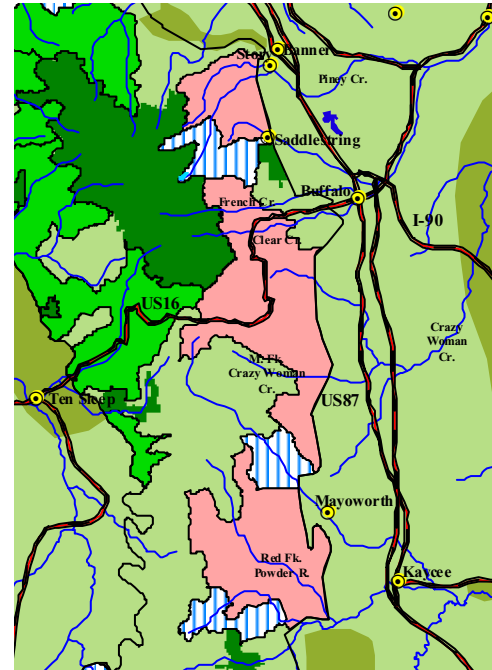 Story
Banner
Piney Cr.
Saddlestring
Buffalo
French Cr.
I-90
Clear Cr.
US16
Crazy
Woman
Cr.
M. Fk.
Crazy Woman
Cr.
Ten Sleep
US87
Mayoworth
Red Fk.
Powder R.
Kaycee